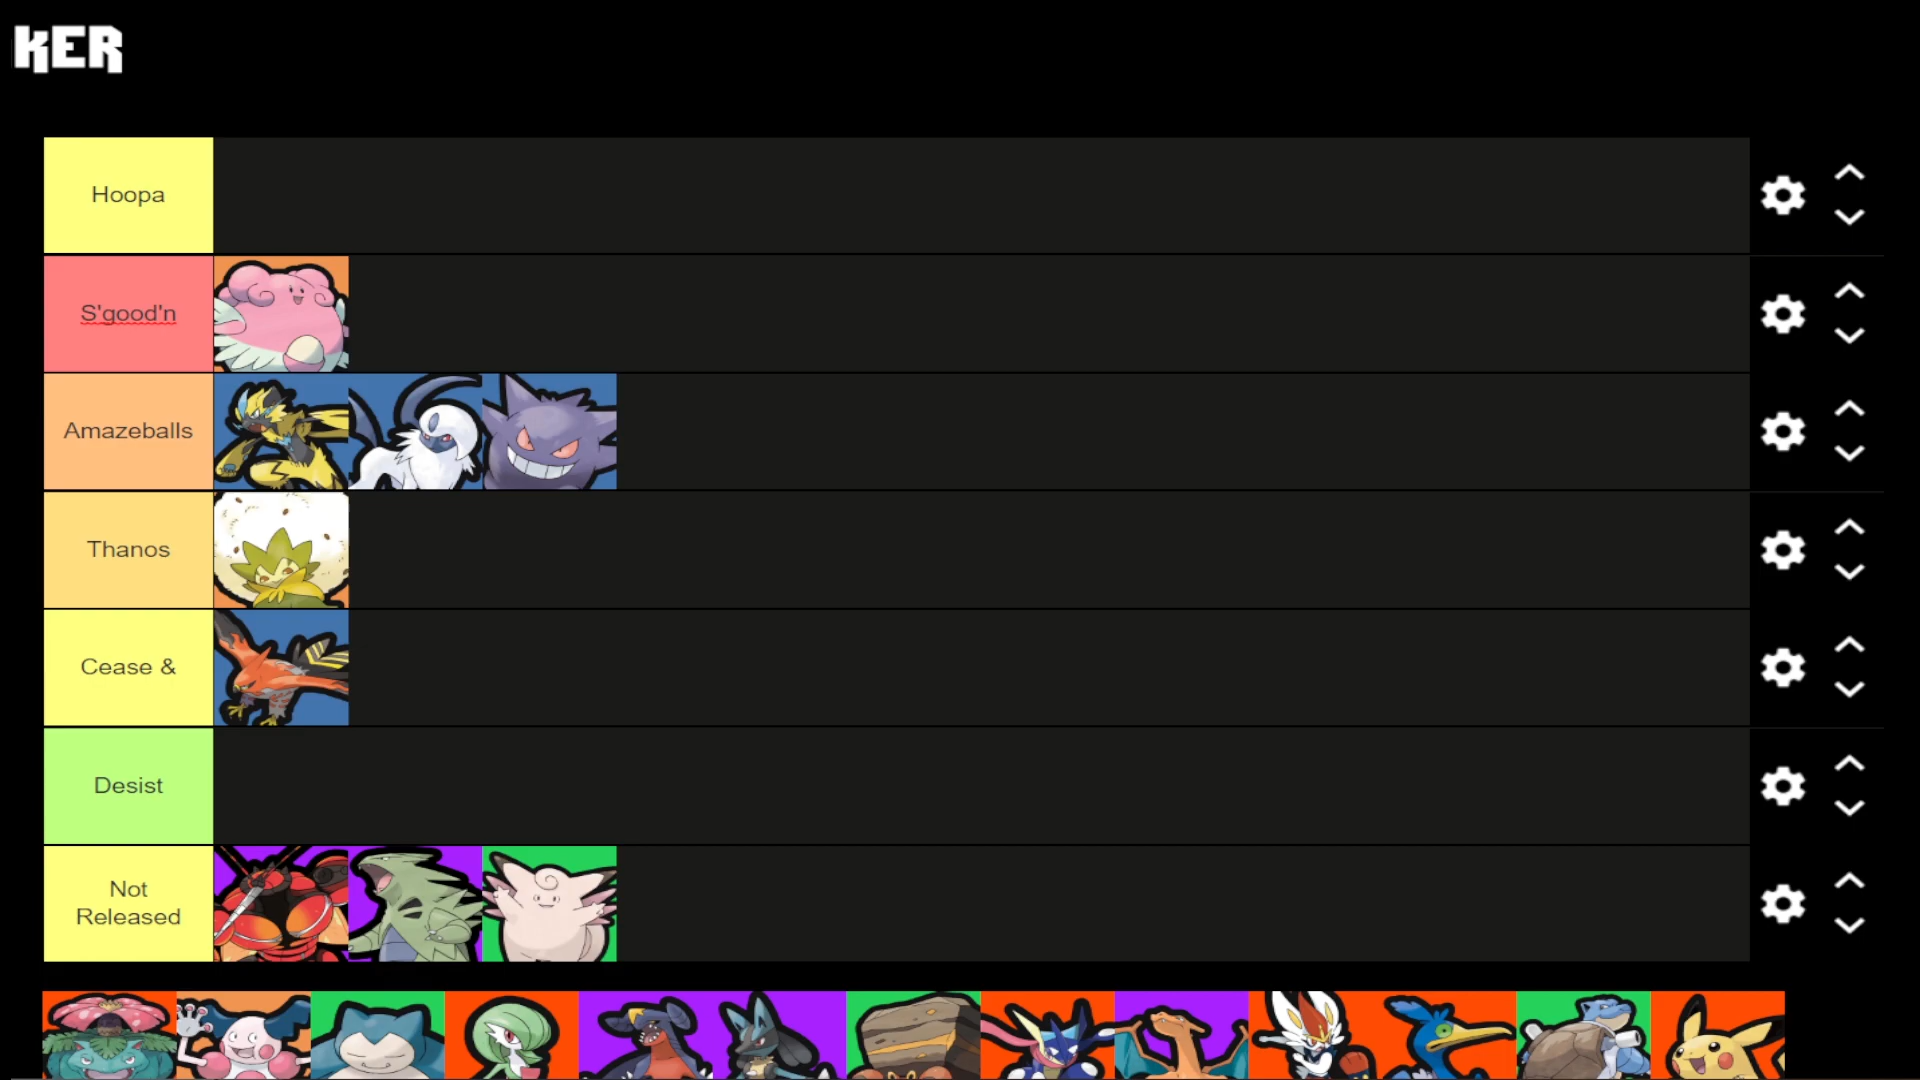 KER
Hoopa
S'good'n
Amazeballs
Thanos
Cease &
Desist
Not
Released